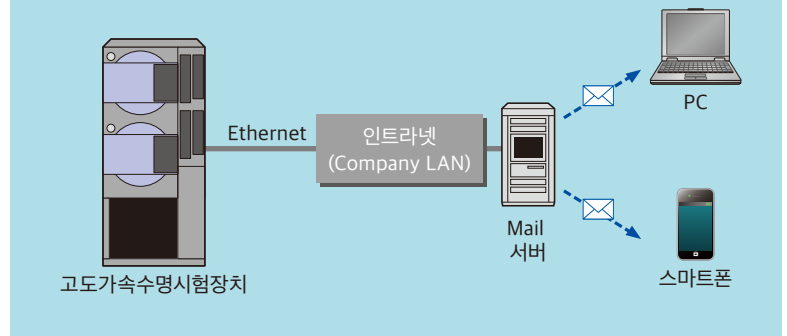 Ethernet
인트라넷
(Company LAN)
PC
Mail
서버
고도가속수명시험장치
스마트폰